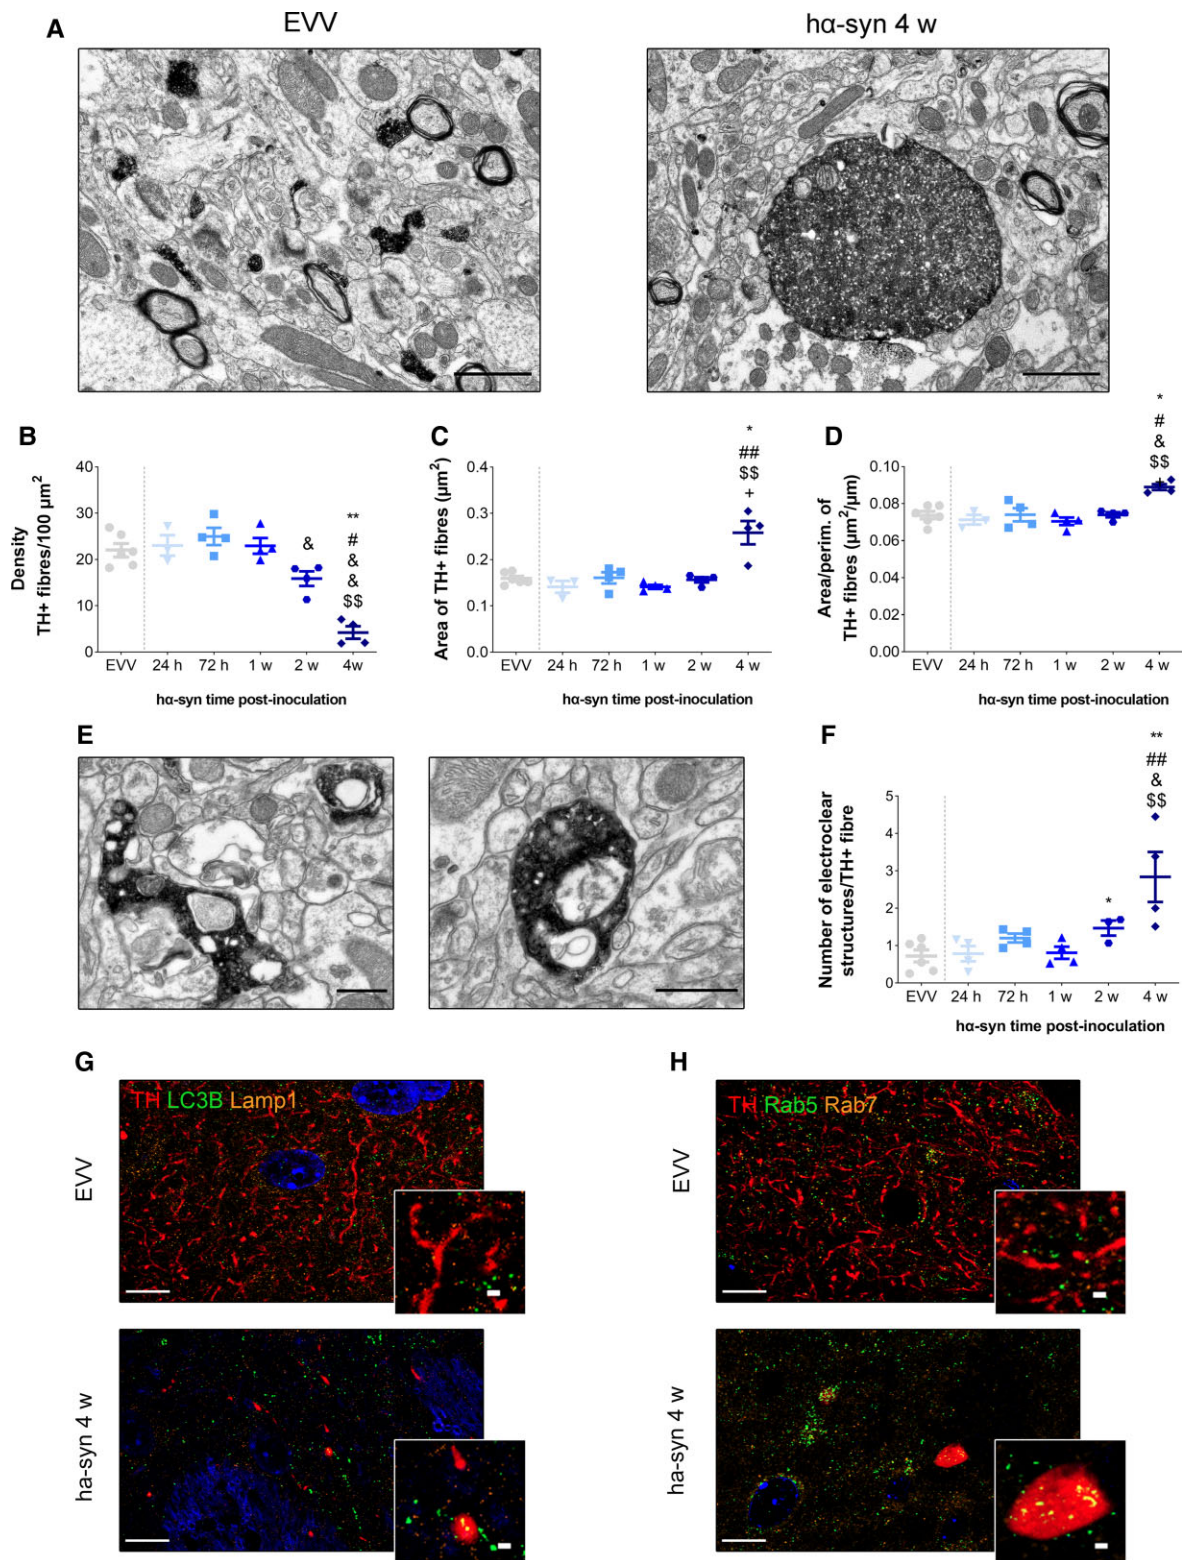 A
EVV
hα-syn 4 w
B
Density
TH+ fibres/100 µm²
40
30
20
10
0
&
**
#
&
&
$$
EVV
24 h
72 h
1 w
2 w
4w
hα-syn time post-inoculation
C
Area of TH+ fibres (µm²)
0.4
0.3
0.2
0.1
0.0
*
##
$$
+
EVV
24 h
72 h
1 w
2 w
4 w
hα-syn time post-inoculation
D
Area/perim. of
TH+ fibres (µm²/µm)
0.10
0.08
0.06
0.04
0.02
0.00
*
#
&
$$
+
EVV
24 h
72 h
1 w
2 w
4 w
hα-syn time post-inoculation
E
F
Number of electroclear
structures/TH+ fibre
5
4
3
2
1
0
*
**
##
&
$$
EVV
24 h
72 h
1 w
2 w
4 w
hα-syn time post-inoculation
G
TH LC3B Lamp1
EVV
ha-syn 4 w
H
TH Rab5 Rab7
EVV
ha-syn 4 w